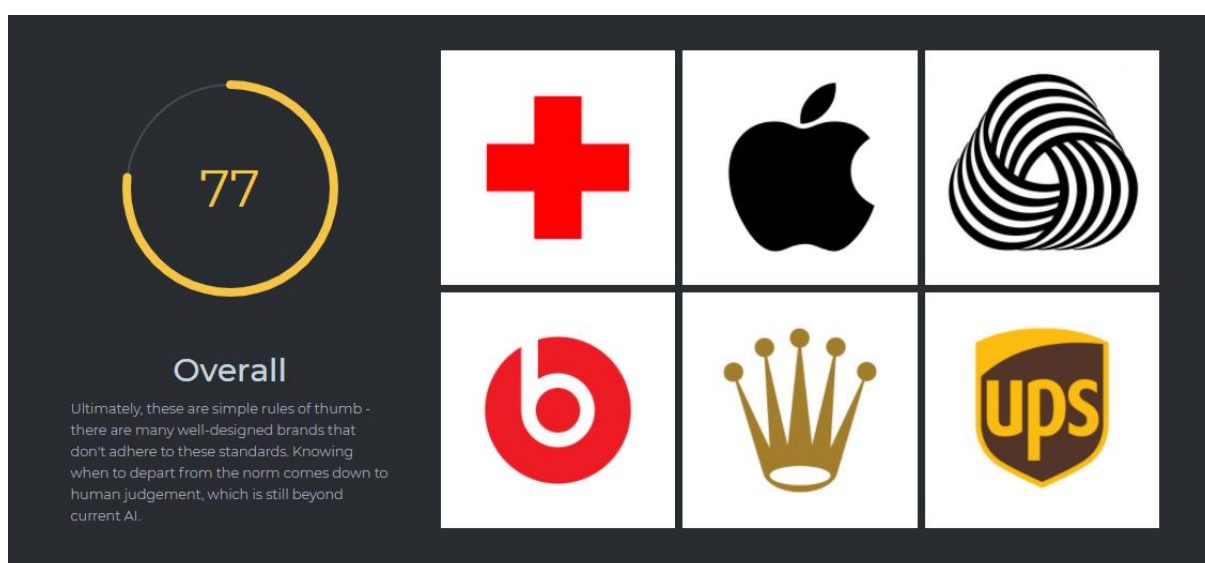 77
Overall
Ultimately, these are simple rules of thumb -
there are many well-designed brands that
don't adhere to these standards. Knowing
when to depart from the norm comes down to
human judgement, which is still beyond
current AI.
b
ups